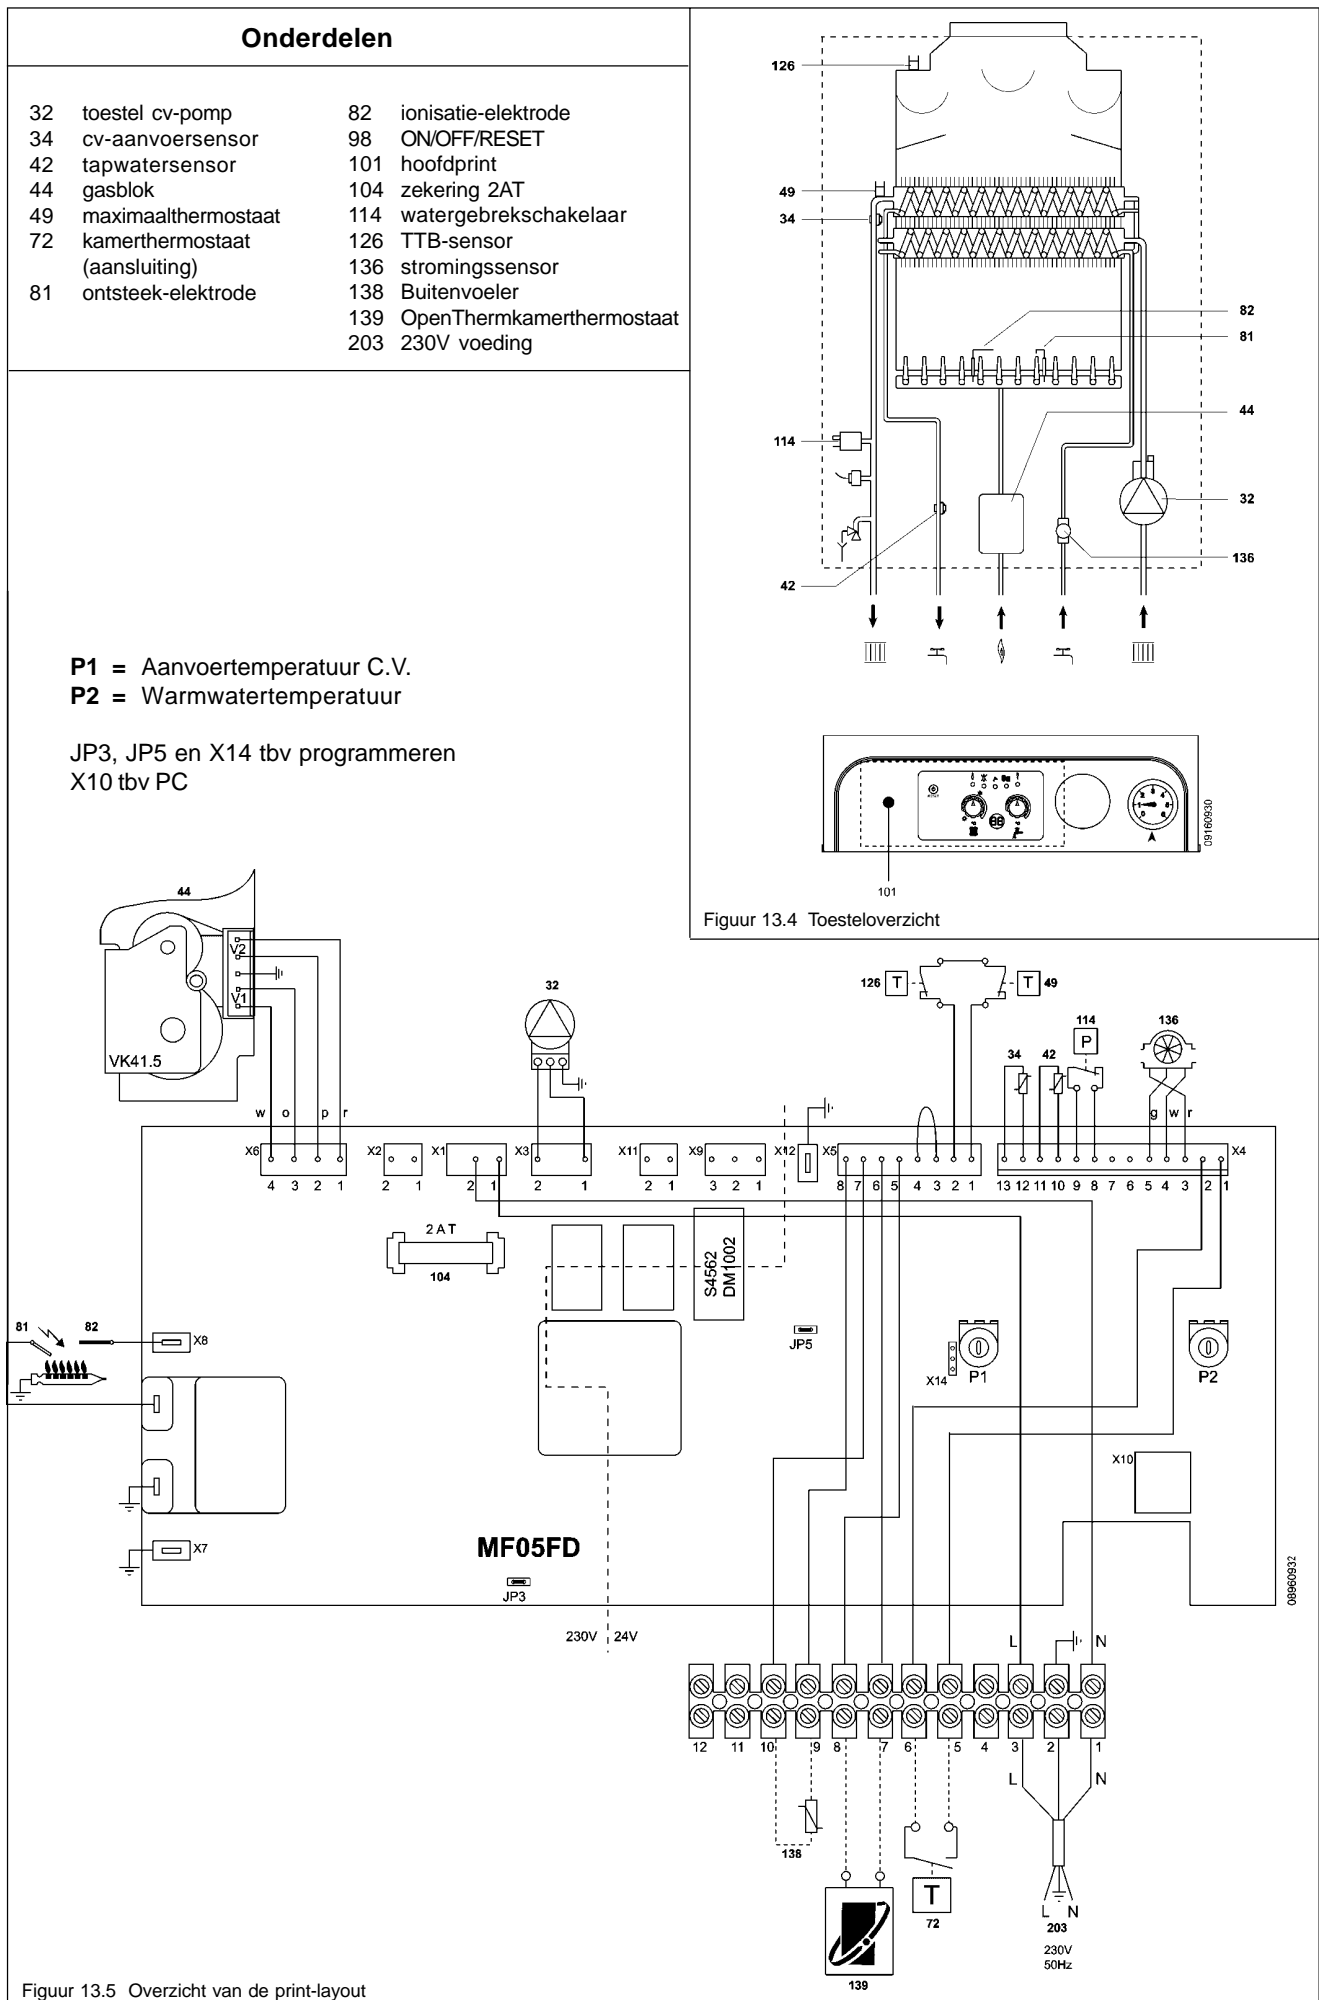 Onderdelen
32 toestel cv-pomp
34 cv-aanvoersensor
42 tapwatersensor
44 gasblok
49 maximaalthermostaat
72 kamerthermostaat
(aansluiting)
81 ontsteek-elektrode
82 ionisatie-elektrode
98 ON/OFF/RESET
101 hoofdprint
104 zekering 2AT
114 watergebrekschakelaar
126 TTB-sensor
136 stromingssensor
138 Buitenvoeler
139 OpenThermkamerthermostaat
203 230V voeding
126
49
34
82
81
44
114
32
136
42
09160930
101
Figuur 13.4 Toesteloverzicht
P1 = Aanvoertemperatuur C.V.
P2 = Warmwatertemperatuur
JP3, JP5 en X14 tbv programmeren
X10 tbv PC
44
V2
V1
VK41.5
32
126 T T 49
34 42 114 136
P
w o p r
g w r
X6 X2 X1 X3 X11 X9 X12 X5 X4
4 3 2 1 2 1 2 1 2 1 2 1 3 2 1 8 7 6 5 4 3 2 1 13 12 11 10 9 8 7 6 5 4 3 2 1
2 A T
104
S4562
DM1002
81 82 X8
JP5
X14 P1 P2
X10
X7
MF05FD
JP3
08960932
230V 24V
L N
12 11 10 9 8 7 6 5 4 3 2 1
L N
138
T
72
L N
203
230V
50Hz
139
Figuur 13.5 Overzicht van de print-layout